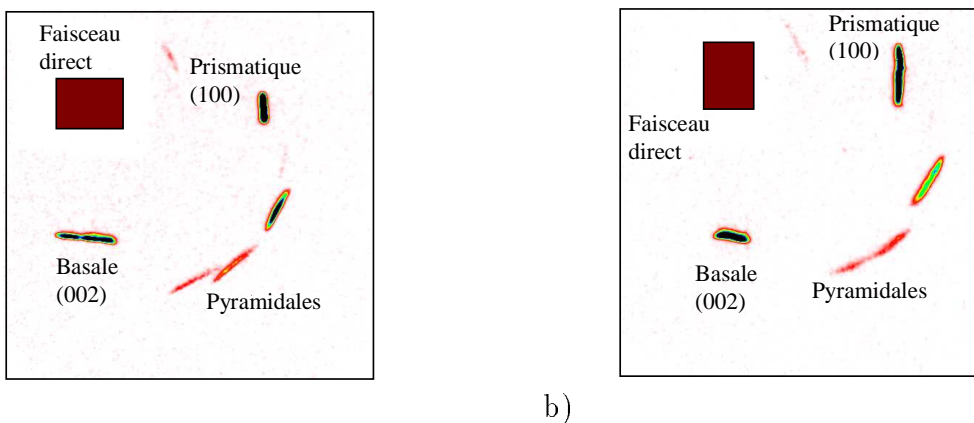 Faisceau
direct
Prismatique
(100)
Basale
(002)
Pyramidales
Prismatique
(100)
Faisceau
direct
Basale
(002)
Pyramidales
b)